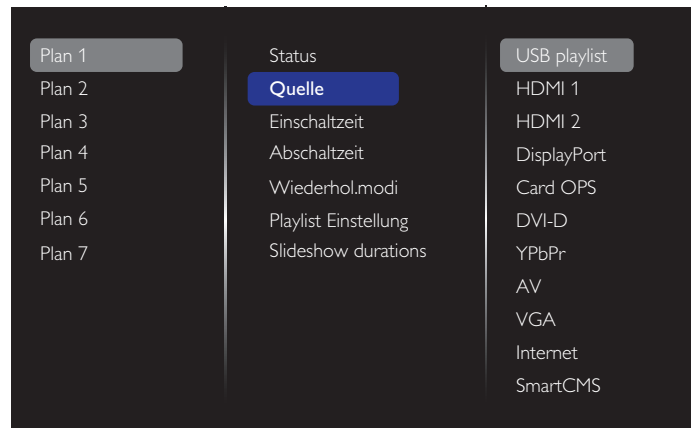 Plan 1
Plan 2
Plan 3
Plan 4
Plan 5
Plan 6
Plan 7
Status
Quelle
Einschaltzeit
Abschaltzeit
Wiederhol.modi
Playlist Einstellung
Slideshow durations
USB playlist
HDMI 1
HDMI 2
DisplayPort
Card OPS
DVI-D
YPbPr
AV
VGA
Internet
SmartCMS